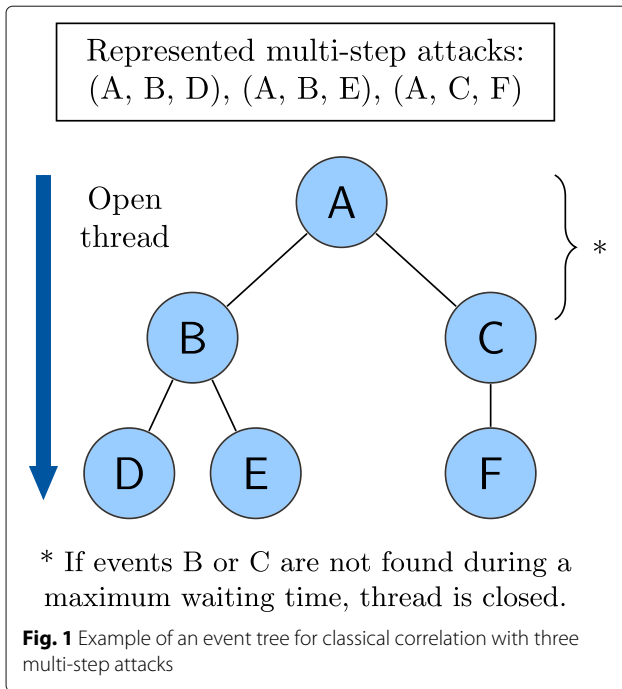 Represented multi-step attacks:
(A, B, D), (A, B, E), (A, C, F)
Open
thread
A
*
B
C
D
E
F
* If events B or C are not found during a
maximum waiting time, thread is closed.
Fig. 1 Example of an event tree for classical correlation with three
multi-step attacks